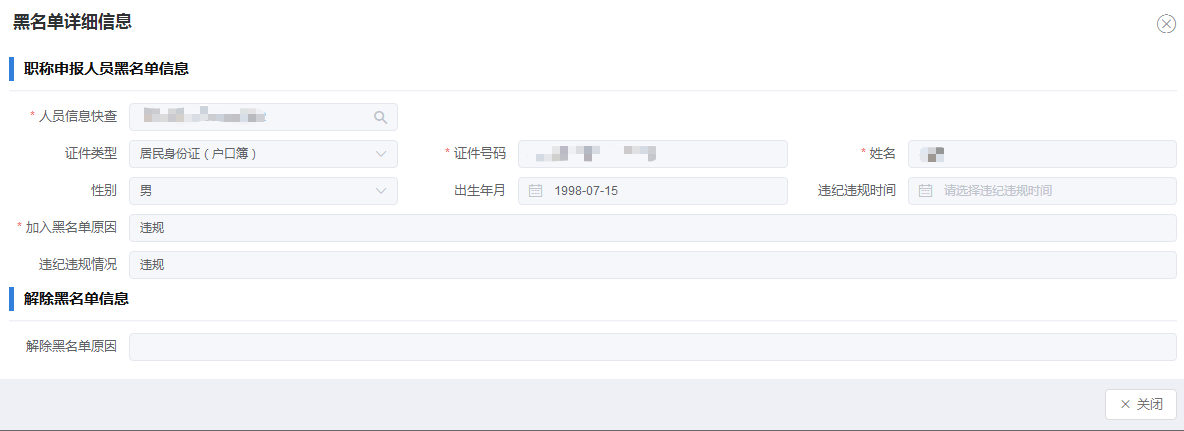 黑名单详细信息
职称申报人员黑名单信息
* 人员信息快查
证件类型 居民身份证（户口簿） * 证件号码 * 姓名
性别 男 出生年月 1998-07-15 违纪违规时间 请选择违纪违规时间
* 加入黑名单原因 违规
违纪违规情况 违规
解除黑名单信息
解除黑名单原因
× 关闭